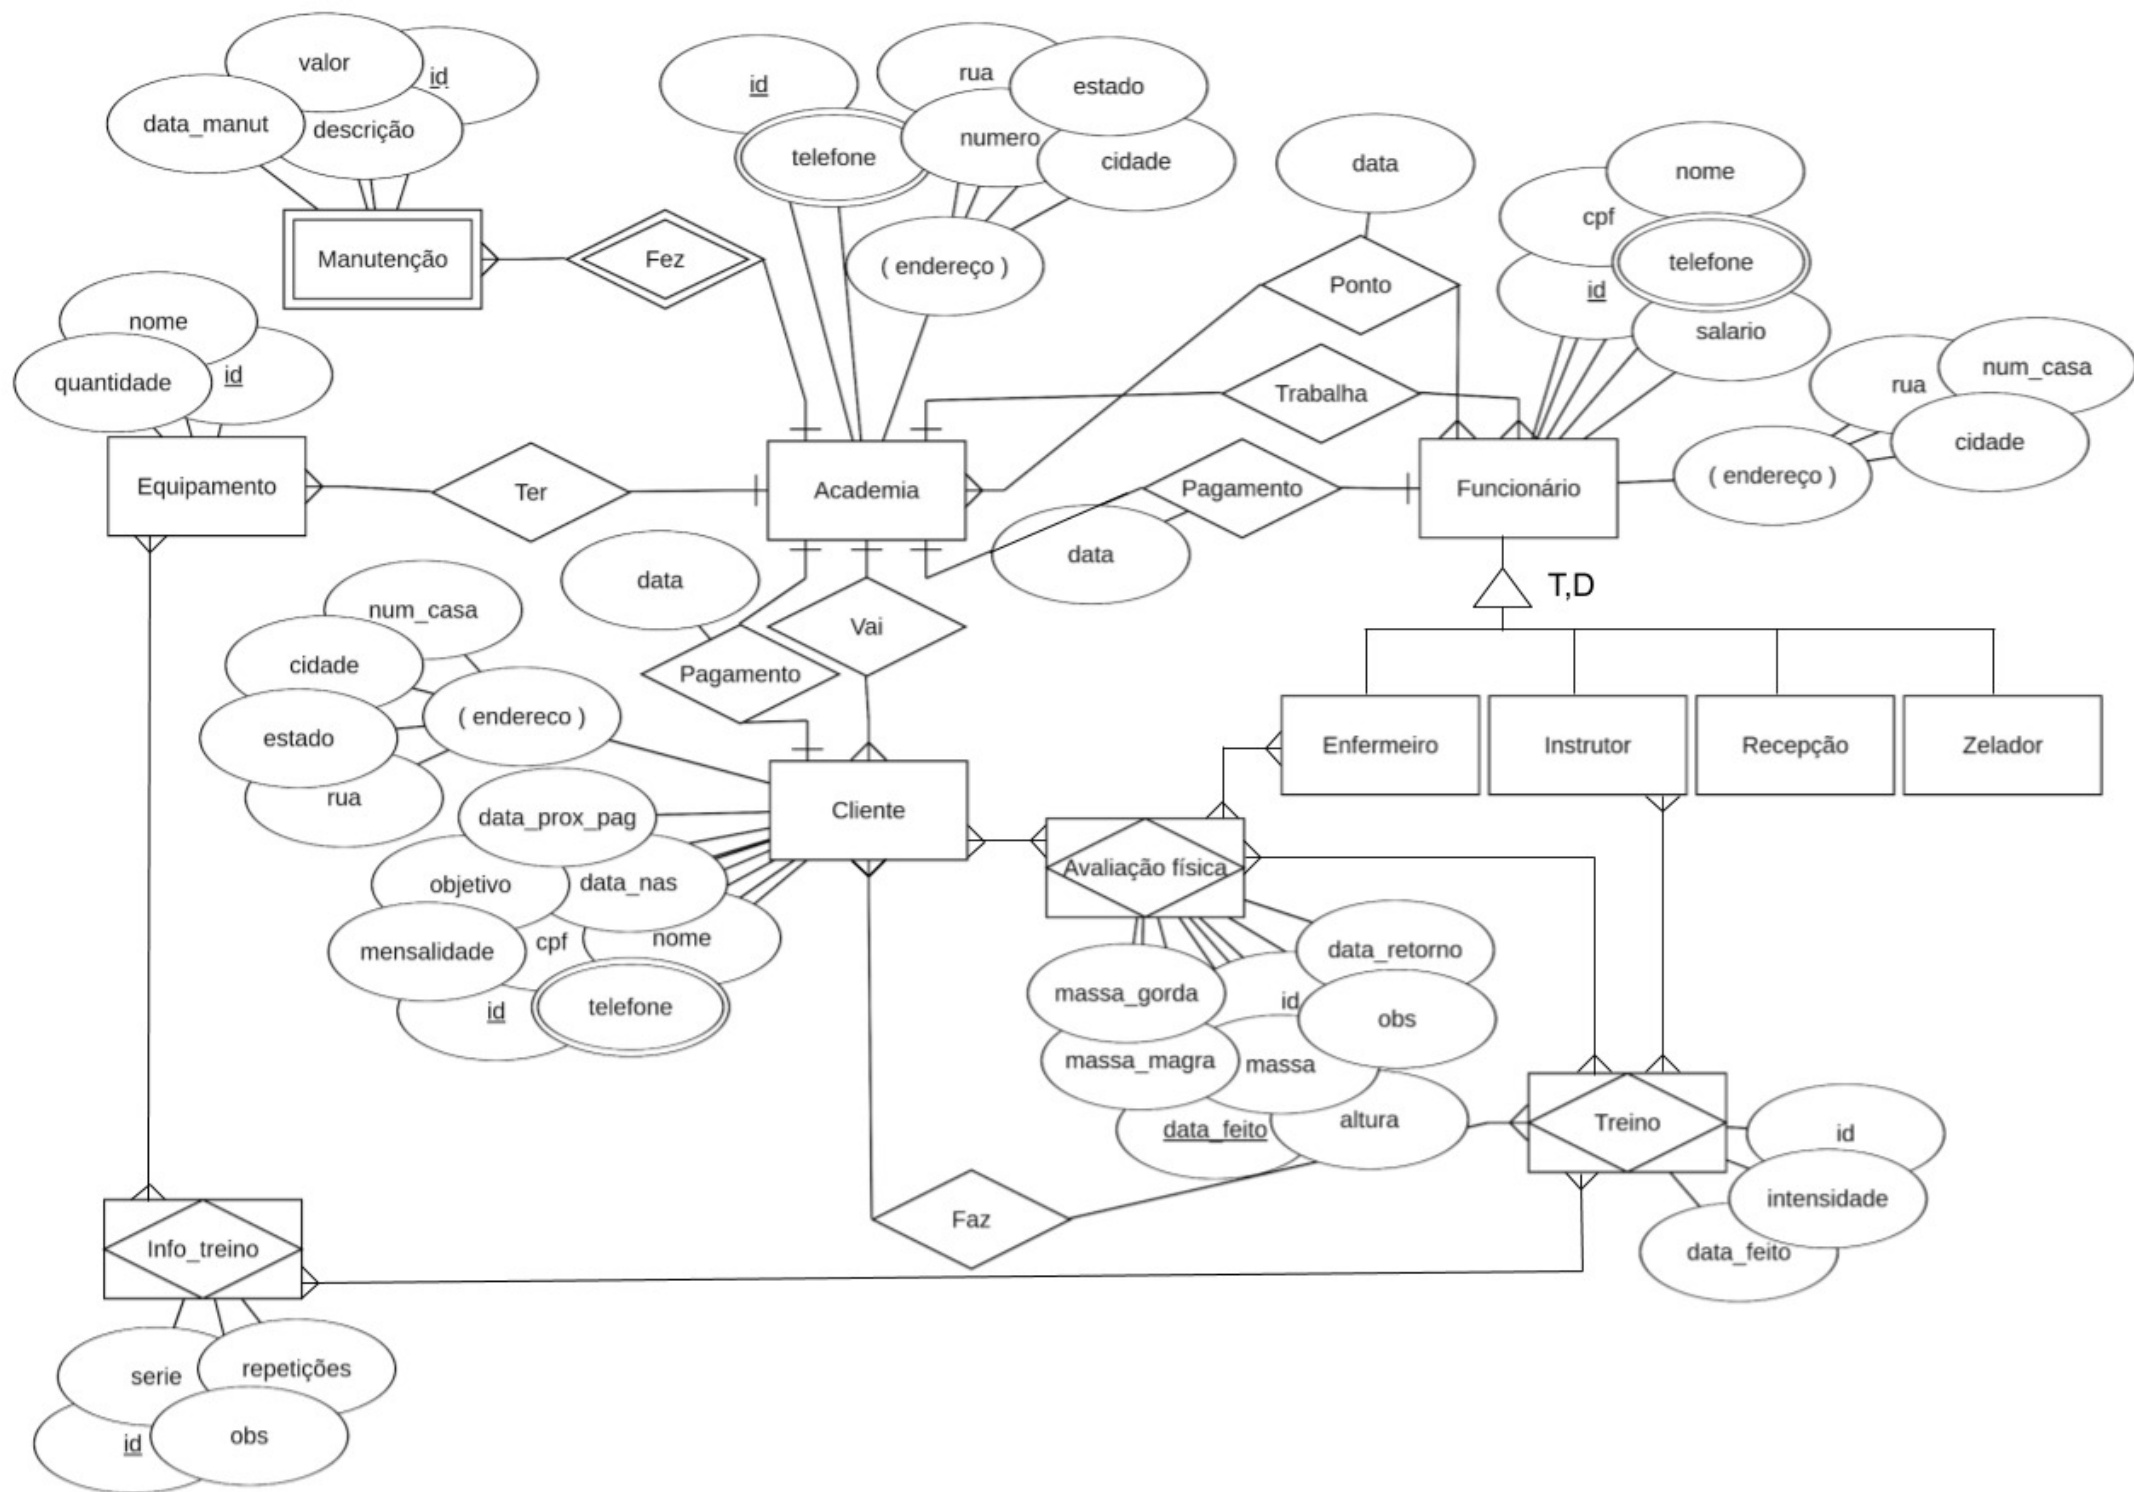 valor
id
data_manut
descrição
Manutenção
Fez
id
telefone
rua
estado
numero
cidade
( endereço )
data
Ponto
nome
cpf
telefone
id
salario
rua
num_casa
cidade
( endereço )
nome
quantidade
id
Equipamento
Ter
Academia
Trabalha
Pagamento
data
Funcionário
T,D
Enfermeiro
Instrutor
Recepção
Zelador
data
Vai
Pagamento
num_casa
cidade
( endereco )
estado
rua
Cliente
data_prox_pag
objetivo
data_nas
mensalidade
cpf
nome
id
telefone
Avaliação física
data_retorno
massa_gorda
id
obs
massa_magra
massa
data_feito
altura
Treino
id
intensidade
data_feito
Faz
Info_treino
serie
repetições
id
obs